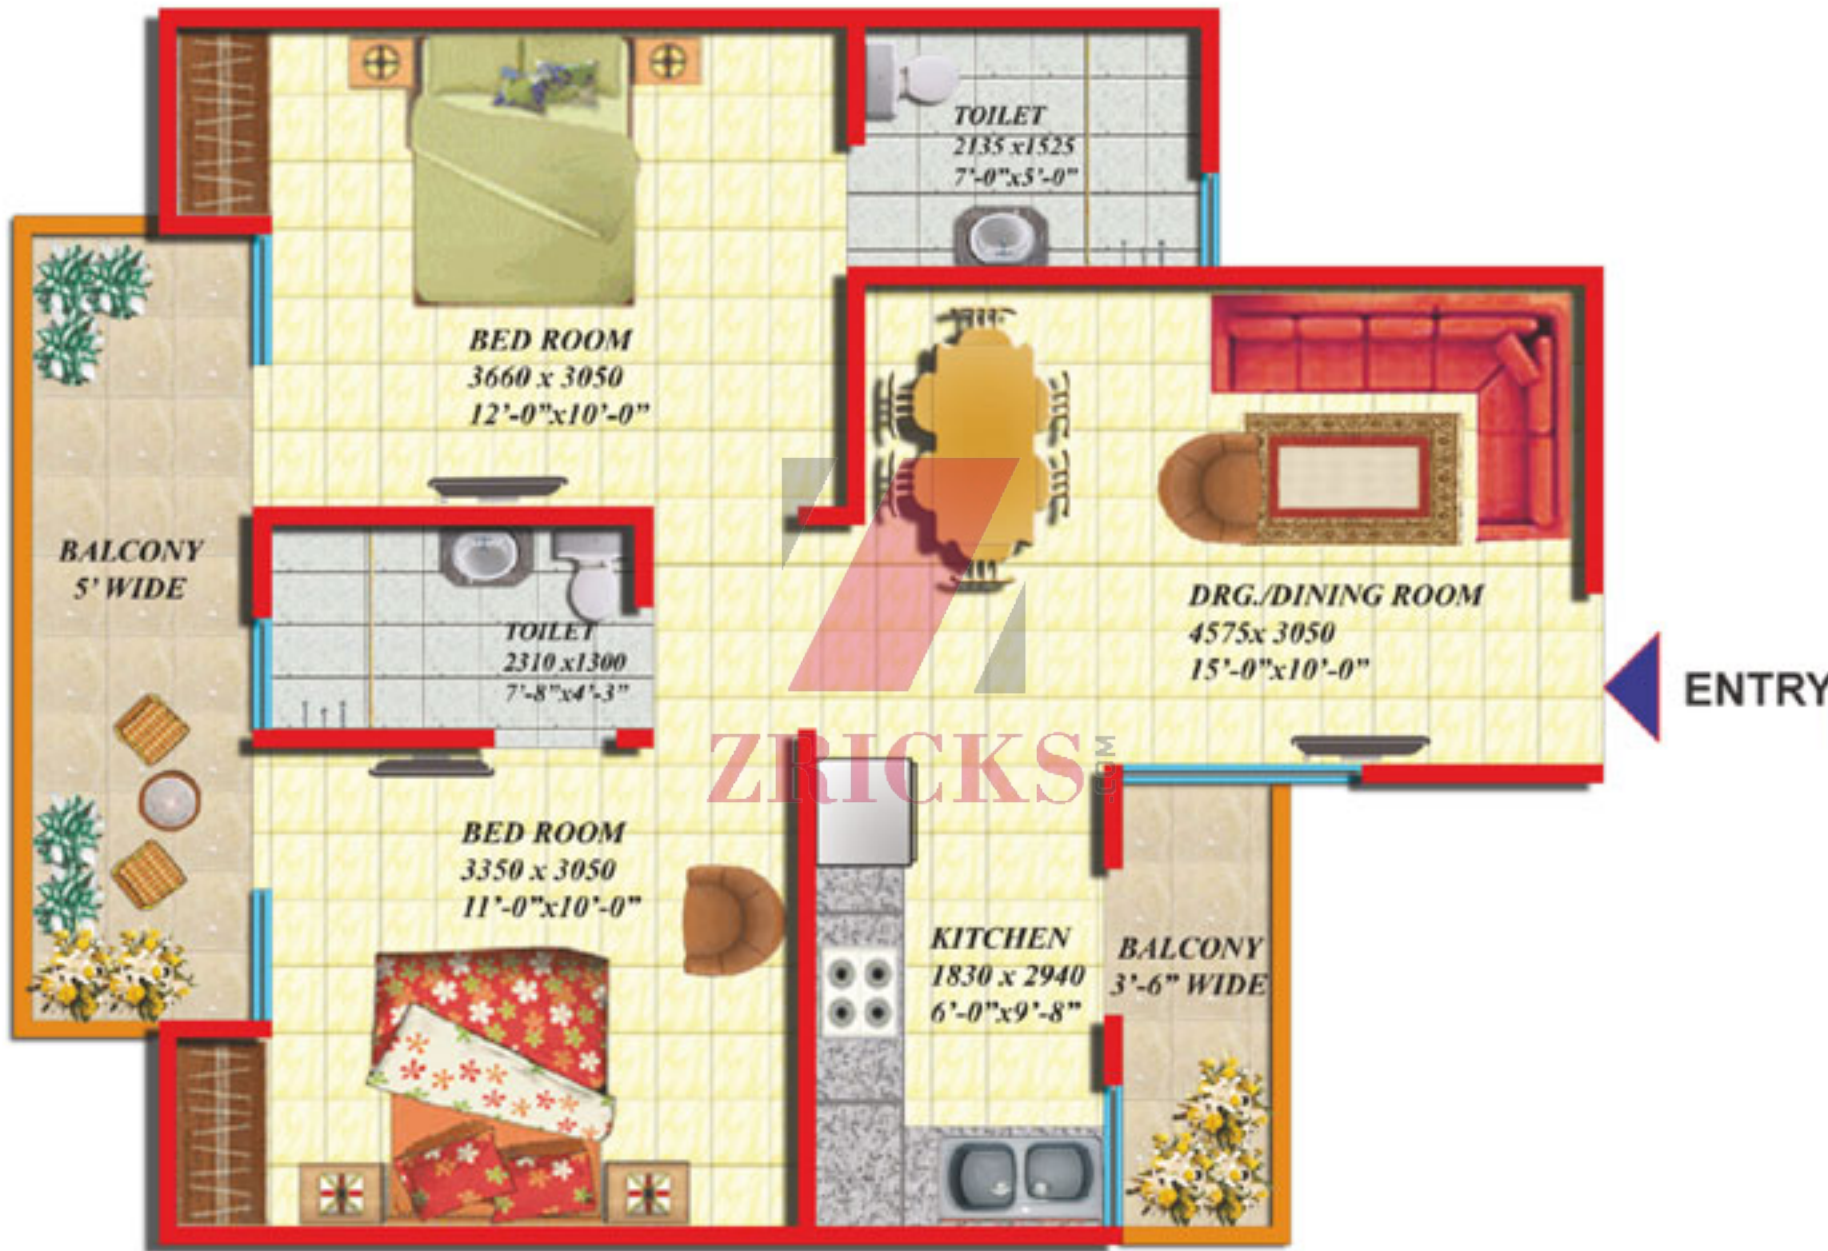 TOILET
2135 x1525
7'-0"x5'-0"
BED ROOM
3660 x 3050
12'-0"x10'-0"
BALCONY
5' WIDE
TOILET
2310 x1300
7'-8"x4'-3"
DRG./DINING ROOM
4575x 3050
15'-0"x10'-0"
ENTRY
ZRICKS
.COM
BED ROOM
3350 x 3050
11'-0"x10'-0"
KITCHEN
1830 x 2940
6'-0"x9'-8"
BALCONY
3'-6" WIDE